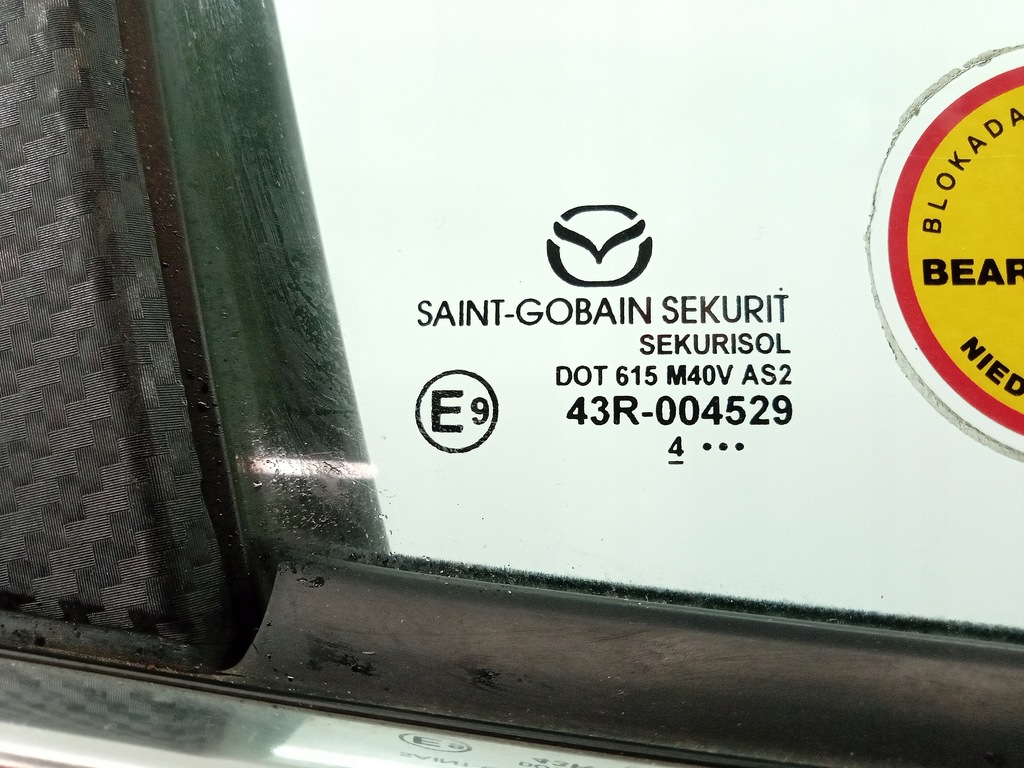 SAINT-GOBAIN SEKURIT
SEKURISOL
DOT 615 M40V AS2
E9
43R-004529
4 •••
BLOKADA
BEAR
NIED